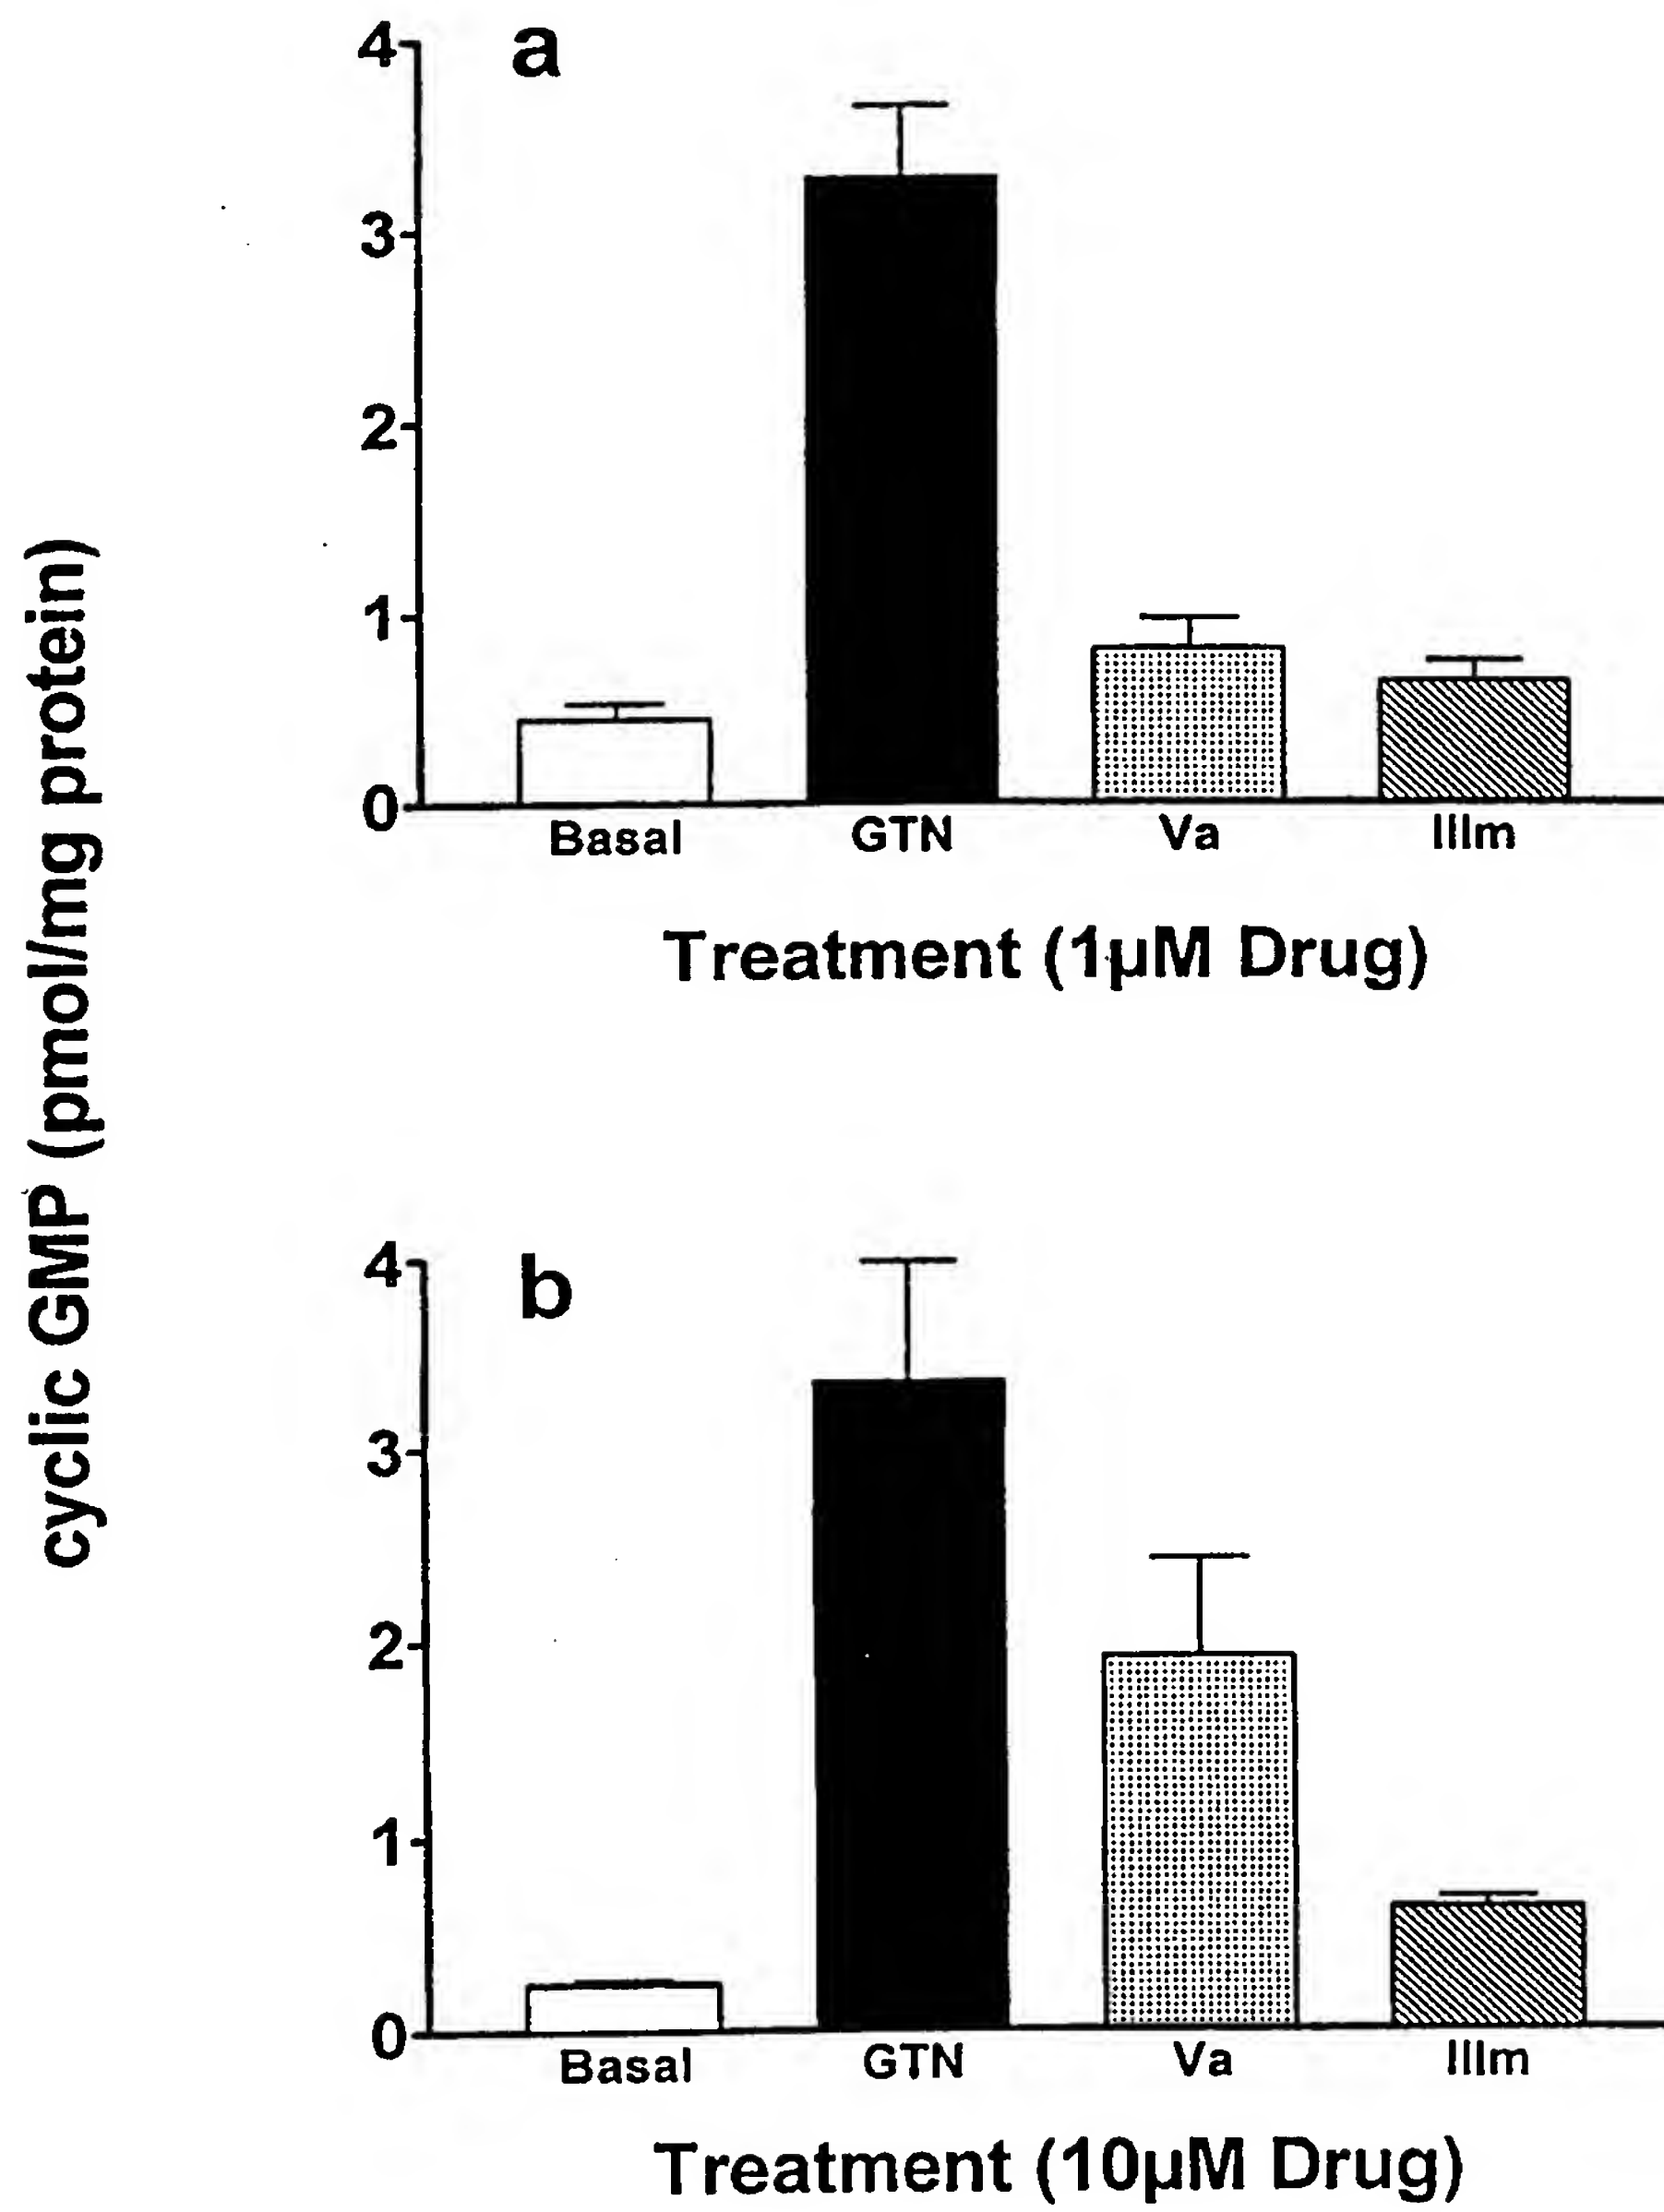 cyclic GMP (pmol/mg protein)
a
4
3
2
1
0
Basal GTN Va IIIm
Treatment (1µM Drug)
b
4
3
2
1
0
Basal GTN Va IIIm
Treatment (10µM Drug)